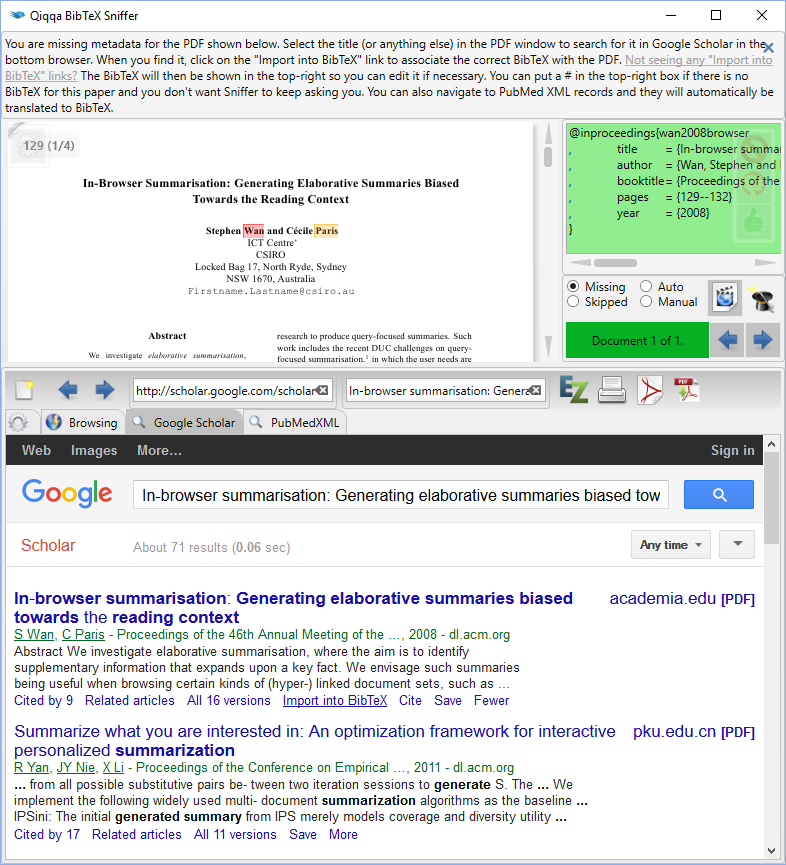 Qiqqa BibTeX Sniffer
You are missing metadata for the PDF shown below. Select the title (or anything else) in the PDF window to search for it in Google Scholar in the
bottom browser. When you find it, click on the "Import into BibTeX" link to associate the correct BibTeX with the PDF. Not seeing any "Import into
BibTeX" links? The BibTeX will then be shown in the top-right so you can edit it if necessary. You can put a # in the top-right box if there is no
BibTeX for this paper and you don't want Sniffer to keep asking you. You can also navigate to PubMed XML records and they will automatically be
translated to BibTeX.
129 (1/4)
In-Browser Summarisation: Generating Elaborative Summaries Biased
Towards the Reading Context
Stephen Wan and Cécile Paris
ICT Centre*
CSIRO
Locked Bag 17, North Ryde, Sydney
NSW 1670, Australia
Firstname.Lastname@csiro.au
Abstract
We investigate elaborative summarisation,
research to produce query-focused summaries. Such
work includes the recent DUC challenges on query-
focused summarisation,1 in which the user needs are
@inproceedings{wan2008browser
, title = {In-browser summa
, author = {Wan, Stephen and
, booktitle= {Proceedings of the
, pages = {129--132}
, year = {2008}
}
Missing Auto
Skipped Manual
Document 1 of 1.
http://scholar.google.com/scholar In-browser summarisation: Genera EZ PDF
Browsing Google Scholar PubMedXML
Web Images More... Sign in
Google In-browser summarisation: Generating elaborative summaries biased tow
Scholar About 71 results (0.06 sec) Any time
In-browser summarisation: Generating elaborative summaries biased academia.edu [PDF]
towards the reading context
S Wan, C Paris - Proceedings of the 46th Annual Meeting of the ..., 2008 - dl.acm.org
Abstract We investigate elaborative summarisation, where the aim is to identify
supplementary information that expands upon a key fact. We envisage such summaries
being useful when browsing certain kinds of (hyper-) linked document sets, such as ...
Cited by 9 Related articles All 16 versions Import into BibTeX Cite Save Fewer
Summarize what you are interested in: An optimization framework for interactive pku.edu.cn [PDF]
personalized summarization
R Yan, JY Nie, X Li - Proceedings of the Conference on Empirical ..., 2011 - dl.acm.org
... from all possible substitutive pairs be- tween two iteration sessions to generate S. The ... We
implement the following widely used multi- document summarization algorithms as the baseline ...
IPSini: The initial generated summary from IPS merely models coverage and diversity utility ...
Cited by 17 Related articles All 11 versions Save More